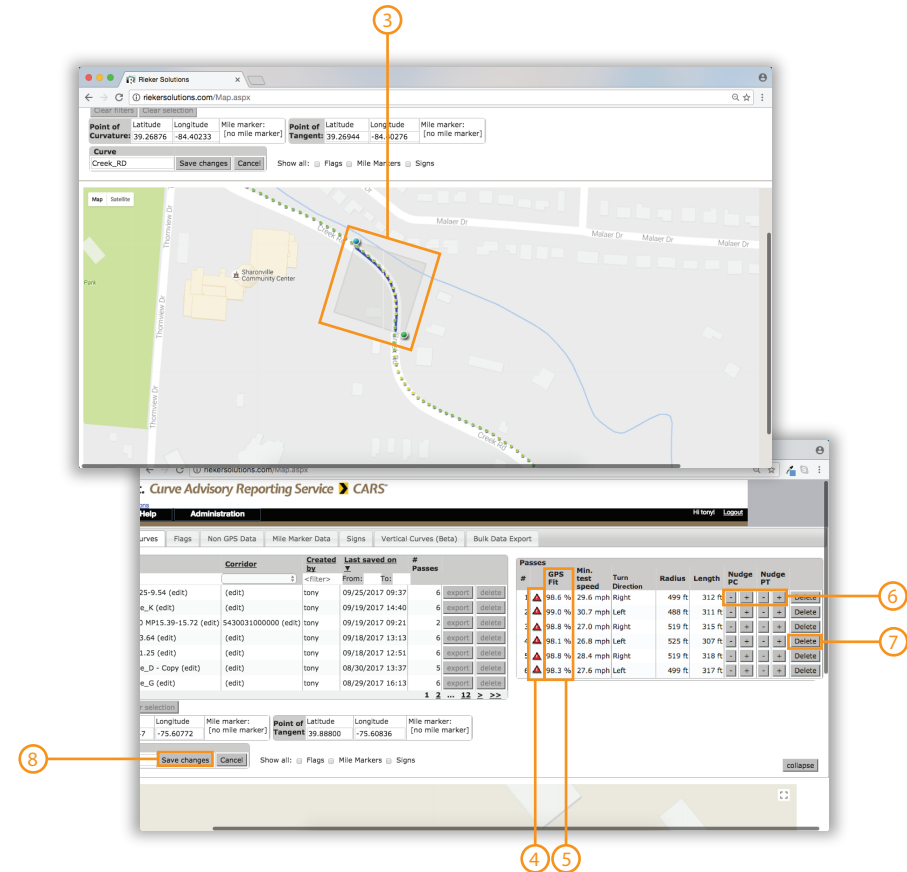 3
Rieker Solutions
riekersolutions.com/Map.aspx
Clear filters Clear selection
Point of Curvature: Latitude 39.26876 Longitude -84.40233 Mile marker: [no mile marker]
Point of Tangent: Latitude 39.26944 Longitude -84.40276 Mile marker: [no mile marker]
Curve
Creek_RD Save changes Cancel Show all: Flags Mile Markers Signs
Map Satellite
Thornview Dr
Creek Rd
Malaer Dr
Malaer Dr
Malaer Dr
Malaer Dr
Sharonville
Community Center
Park
Thornview Dr
Thornview Dr
Creek Rd
riekersolutions.com/Map.aspx
Curve Advisory Reporting Service CARS
Help Administration Hi tony! Logout
urves Flags Non GPS Data Mile Marker Data Signs Vertical Curves (Beta) Bulk Data Export
Corridor Created by Last saved on # Passes
<filter> From: To:
25-9.54 (edit) (edit) tony 09/25/2017 09:37 6 export delete
e_K (edit) (edit) tony 09/19/2017 14:40 6 export delete
0 MP15.39-15.72 (edit) S430031000000 (edit) tony 09/19/2017 09:21 2 export delete
3.64 (edit) (edit) tony 09/18/2017 13:13 6 export delete
1.25 (edit) (edit) tony 09/18/2017 12:51 6 export delete
e_D - Copy (edit) (edit) tony 08/30/2017 13:37 5 export delete
e_G (edit) (edit) tony 08/29/2017 16:13 6 export delete
1 2 ... 12 > >>
Passes
# GPS Fit Min. test speed Turn Direction Radius Length Nudge PC Nudge PT
1 98.6 % 29.6 mph Right 499 ft 312 ft - + - + Delete
2 99.0 % 30.7 mph Left 488 ft 311 ft - + - + Delete
3 98.8 % 27.0 mph Right 519 ft 315 ft - + - + Delete
4 98.1 % 26.8 mph Left 525 ft 307 ft - + - + Delete
5 98.8 % 28.4 mph Right 519 ft 318 ft - + - + Delete
6 98.3 % 27.6 mph Left 499 ft 317 ft - + - + Delete
6
7
r selection
7 Longitude -75.60772 Mile marker: [no mile marker]
Point of Tangent Latitude 39.88800 Longitude -75.60836 Mile marker: [no mile marker]
8
Save changes Cancel Show all: Flags Mile Markers Signs
collapse
4 5